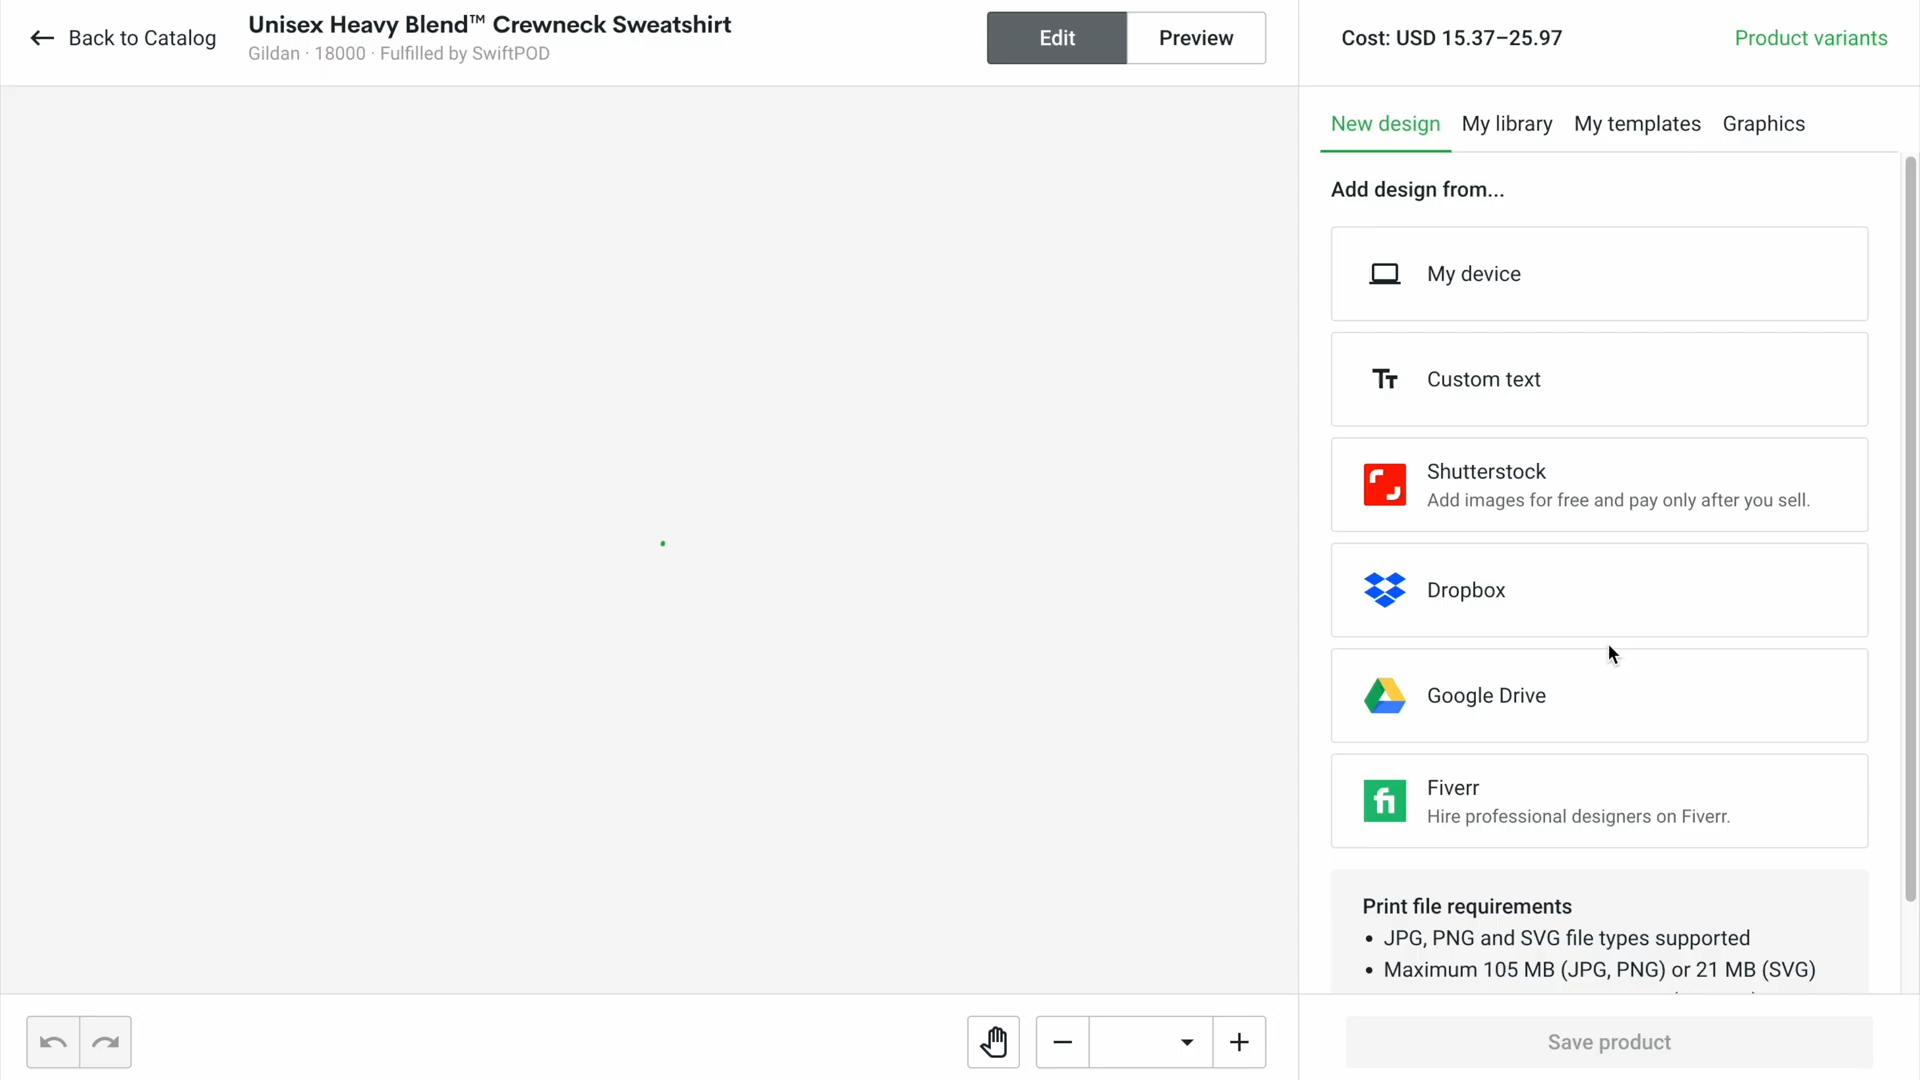 Back to Catalog
Unisex Heavy Blend™ Crewneck Sweatshirt
Gildan · 18000 · Fulfilled by SwiftPOD
Edit
Preview
Cost: USD 15.37–25.97
Product variants
New design
My library
My templates
Graphics
Add design from...
My device
Custom text
Shutterstock
Add images for free and pay only after you sell.
Dropbox
Google Drive
Fiverr
Hire professional designers on Fiverr.
Print file requirements
• JPG, PNG and SVG file types supported
• Maximum 105 MB (JPG, PNG) or 21 MB (SVG)
Save product